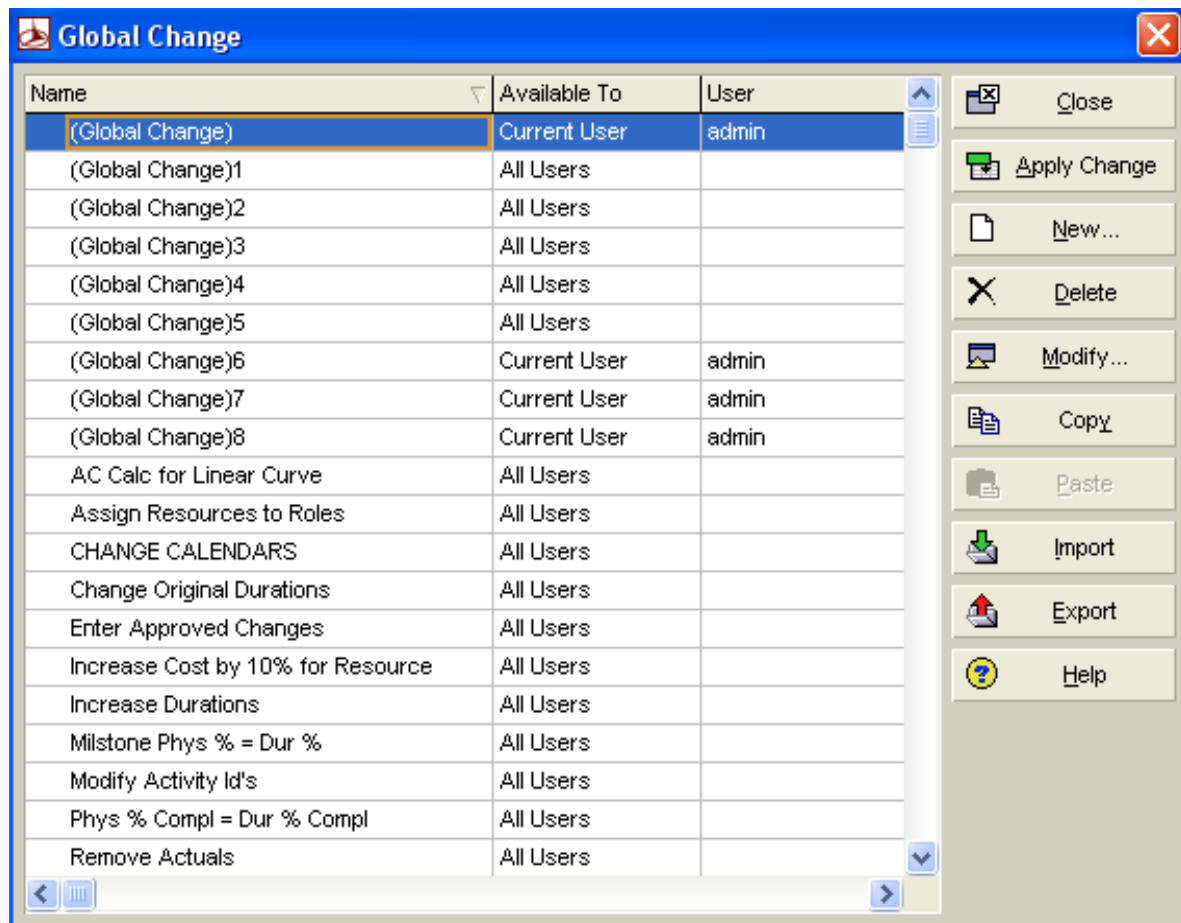 Global Change
Name Available To User
(Global Change) Current User admin
(Global Change)1 All Users
(Global Change)2 All Users
(Global Change)3 All Users
(Global Change)4 All Users
(Global Change)5 All Users
(Global Change)6 Current User admin
(Global Change)7 Current User admin
(Global Change)8 Current User admin
AC Calc for Linear Curve All Users
Assign Resources to Roles All Users
CHANGE CALENDARS All Users
Change Original Durations All Users
Enter Approved Changes All Users
Increase Cost by 10% for Resource All Users
Increase Durations All Users
Milstone Phys % = Dur % All Users
Modify Activity Id's All Users
Phys % Compl = Dur % Compl All Users
Remove Actuals All Users
Close
Apply Change
New...
Delete
Modify...
Copy
Paste
Import
Export
Help